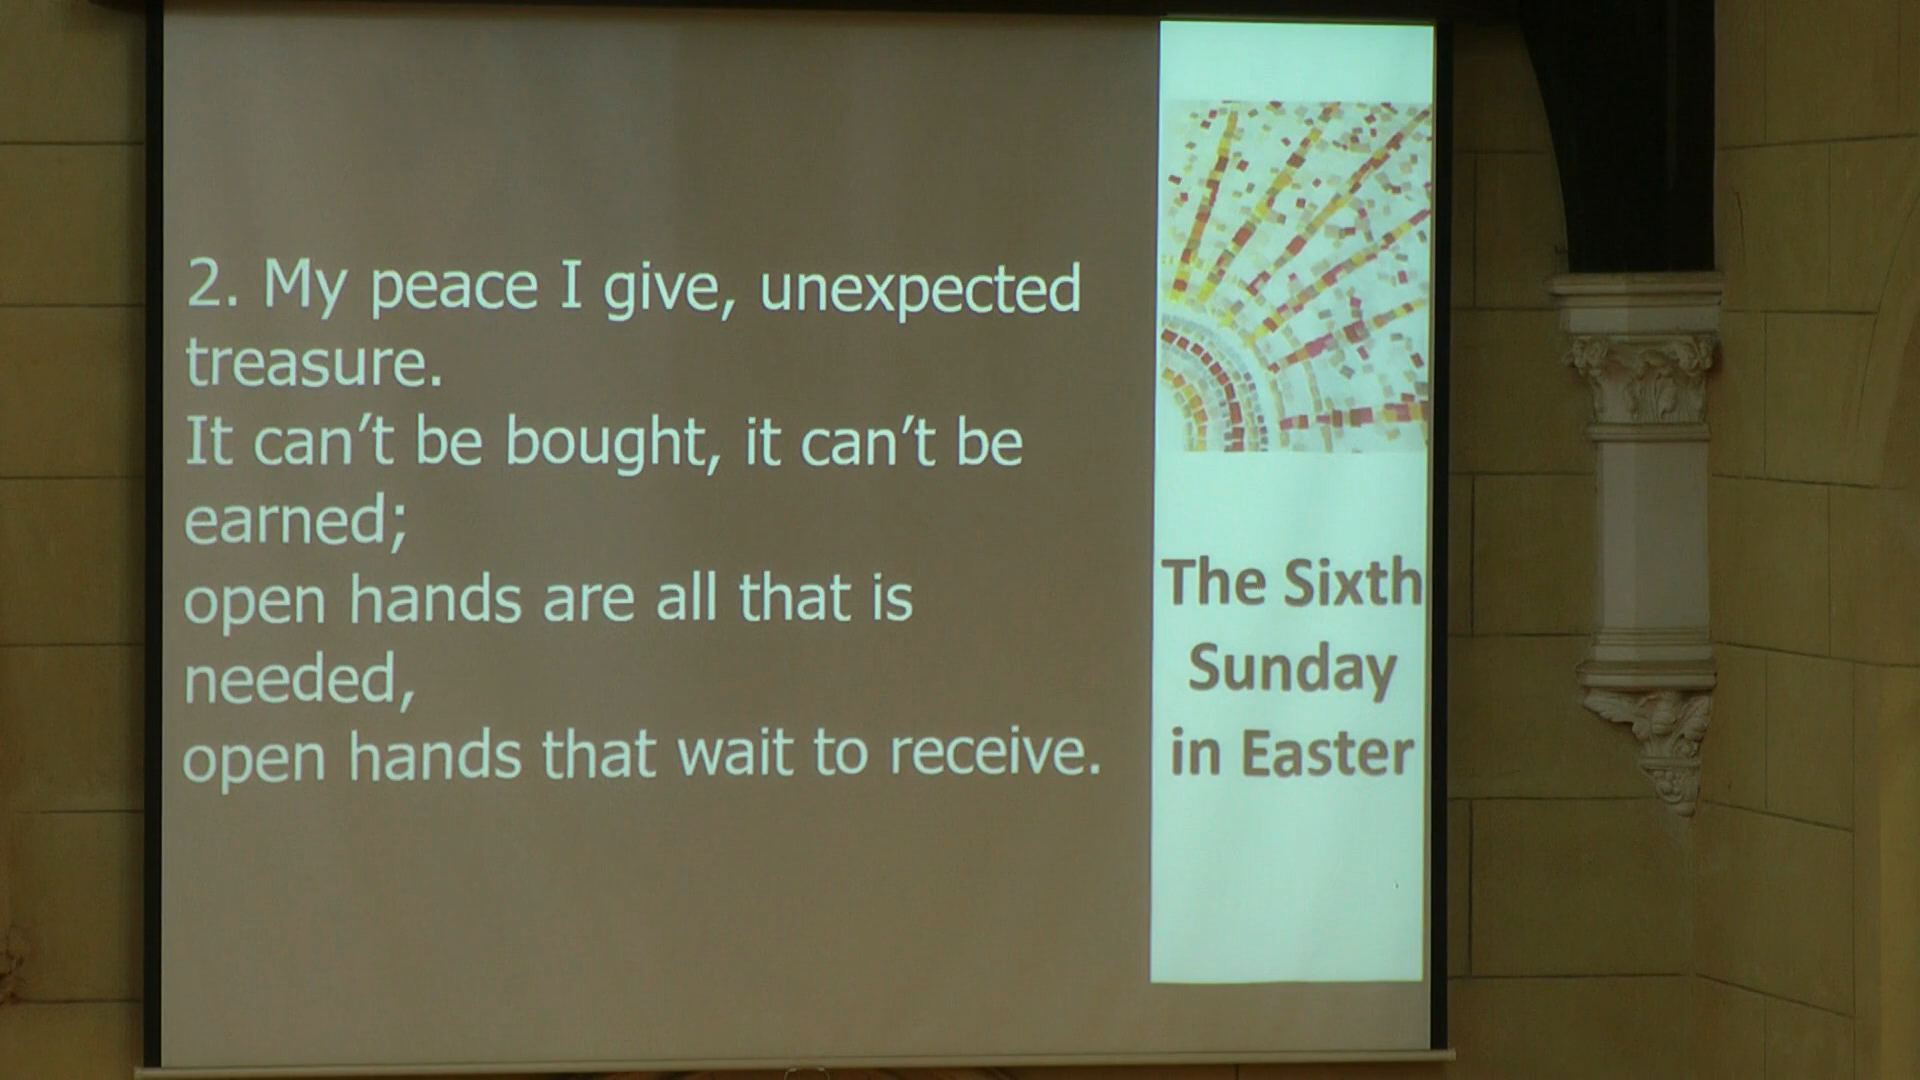 2. My peace I give, unexpected
treasure.
It can’t be bought, it can’t be
earned;
open hands are all that is
needed,
open hands that wait to receive.
The Sixth
Sunday
in Easter